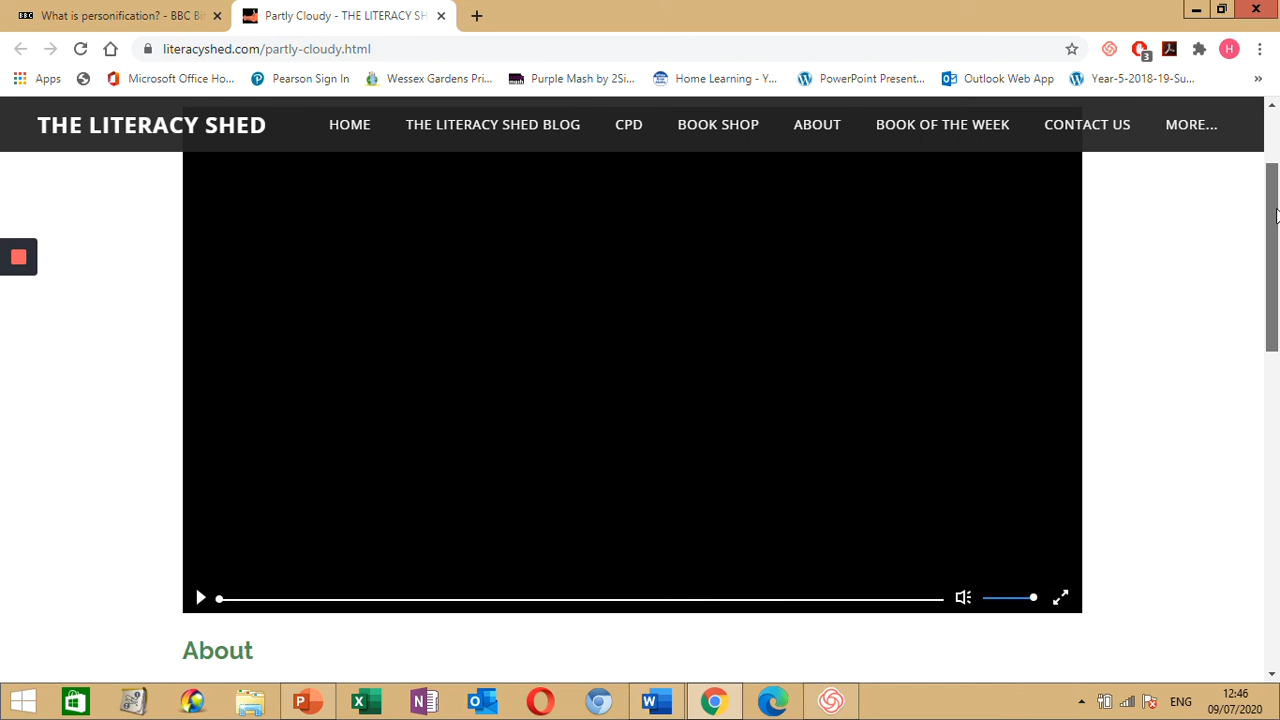 What is personification? - BBC Bi
Partly Cloudy - THE LITERACY SH
literacyshed.com/partly-cloudy.html
3
H
Apps
Microsoft Office Ho...
Pearson Sign In
Wessex Gardens Pri...
Purple Mash by 2Si...
Home Learning - Y...
PowerPoint Present...
Outlook Web App
Year-5-2018-19-Su...
THE LITERACY SHED
HOME
THE LITERACY SHED BLOG
CPD
BOOK SHOP
ABOUT
BOOK OF THE WEEK
CONTACT US
MORE...
About
ENG
12:46
09/07/2020